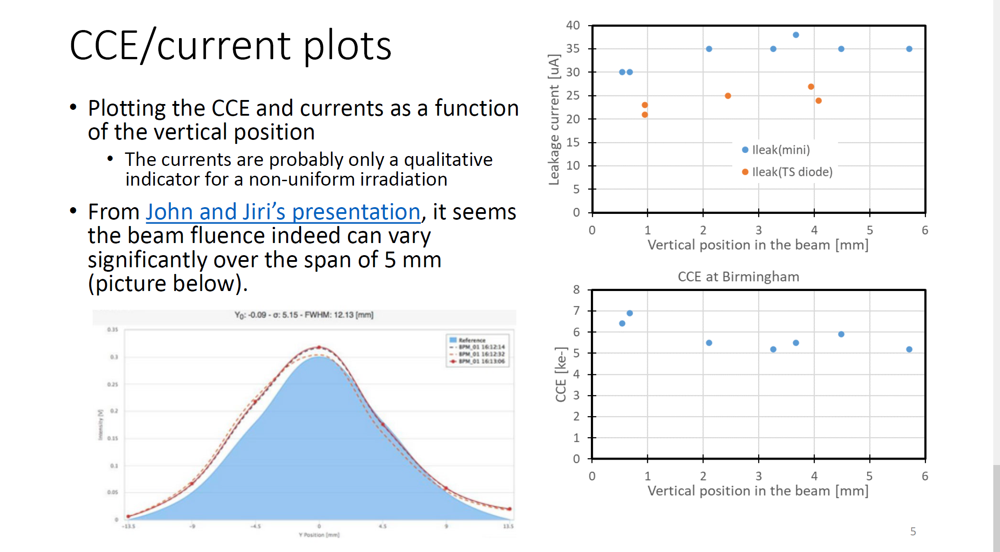 CCE/current plots
• Plotting the CCE and currents as a function
of the vertical position
• The currents are probably only a qualitative
indicator for a non-uniform irradiation
• From John and Jiri’s presentation, it seems
the beam fluence indeed can vary
significantly over the span of 5 mm
(picture below).
Y0: -0.09 - σ: 5.15 - FWHM: 12.13 [mm]
0.35
0.3
0.25
0.2
0.15
0.1
0.05
0
Intensity [V]
Reference
BPM_01 16:12:14
BPM_01 16:12:32
BPM_01 16:13:06
-13.5 -9 -4.5 0 4.5 9 13.5
Y Position [mm]
40
35
30
25
20
15
10
5
0
Leakage current [uA]
Ileak(mini)
Ileak(TS diode)
0 1 2 3 4 5 6
Vertical position in the beam [mm]
CCE at Birmingham
8
7
6
5
4
3
2
1
0
CCE [ke-]
0 1 2 3 4 5 6
Vertical position in the beam [mm]
5